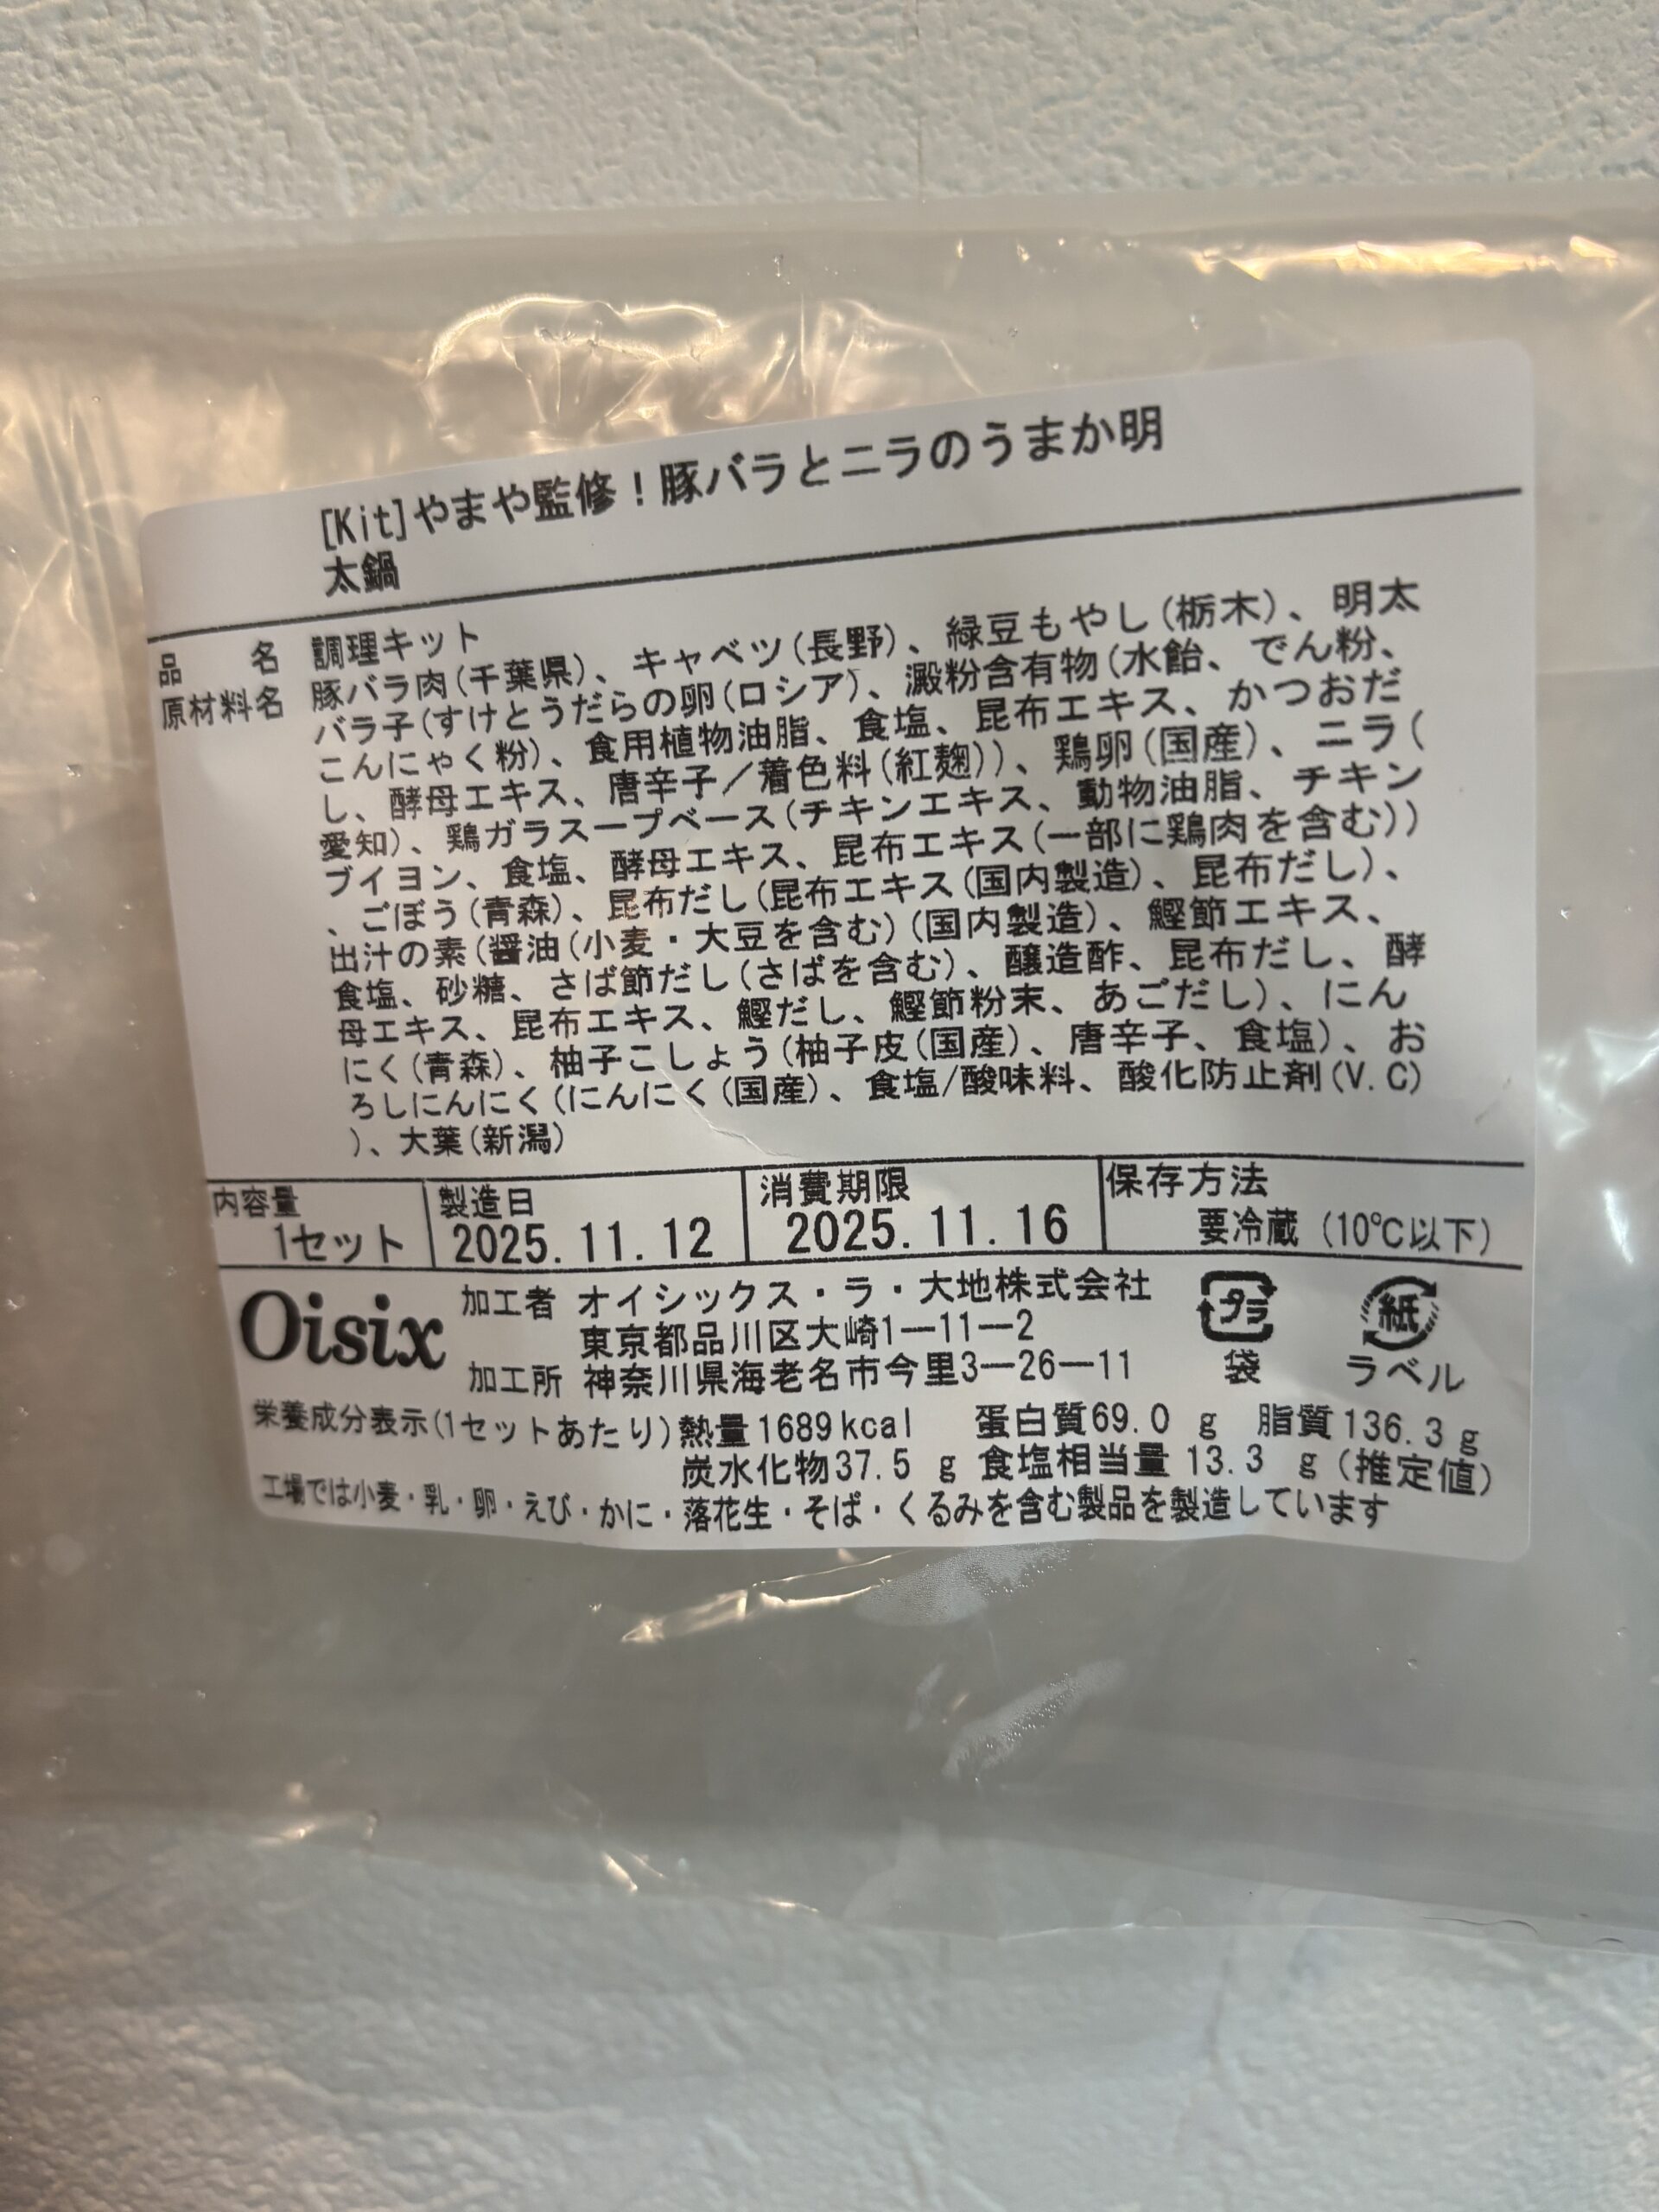 [Kit]やまや監修！豚バラとニラのうまか明
太鍋
品名 調理キット
原材料名 豚バラ肉(千葉県)、キャベツ(長野)、緑豆もやし(栃木)、明太
バラ子(すけとうだらの卵(ロシア)、澱粉含有物(水飴、でん粉、
こんにゃく粉)、食用植物油脂、食塩、昆布エキス、かつおだ
し、酵母エキス、唐辛子／着色料(紅麹))、鶏卵(国産)、ニラ(
愛知)、鶏ガラスープベース(チキンエキス、動物油脂、チキン
ブイヨン、食塩、酵母エキス、昆布エキス(一部に鶏肉を含む))
、ごぼう(青森)、昆布だし(昆布エキス(国内製造)、昆布だし)、
出汁の素(醤油(小麦・大豆を含む)(国内製造)、鰹節エキス、
食塩、砂糖、さば節だし(さばを含む)、醸造酢、昆布だし、酵
母エキス、昆布エキス、鰹だし、鰹節粉末、あごだし)、にん
にく(青森)、柚子こしょう(柚子皮(国産)、唐辛子、食塩)、お
ろしにんにく(にんにく(国産)、食塩/酸味料、酸化防止剤(V.C)
)、大葉(新潟)
内容量 製造日 消費期限 保存方法
1セット 2025.11.12 2025.11.16 要冷蔵 (10℃以下)
Oisix 加工者 オイシックス・ラ・大地株式会社 プラ 紙
東京都品川区大崎1―11―2
加工所 神奈川県海老名市今里3―26―11 袋 ラベル
栄養成分表示(1セットあたり)熱量1689kcal 蛋白質69.0 g 脂質136.3g
炭水化物37.5 g 食塩相当量 13.3 g(推定値)
工場では小麦・乳・卵・えび・かに・落花生・そば・くるみを含む製品を製造しています